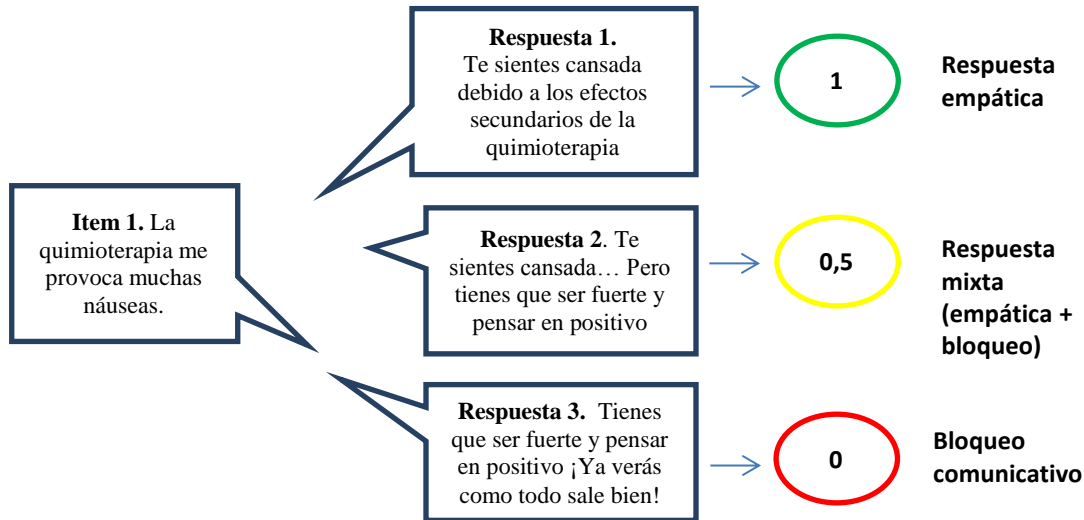 Item 1. La
quimioterapia me
provoca muchas
náuseas.
Respuesta 1.
Te sientes cansada
debido a los efectos
secundarios de la
quimioterapia
1
Respuesta
empática
Respuesta 2. Te
sientes cansada… Pero
tienes que ser fuerte y
pensar en positivo
0,5
Respuesta
mixta
(empática +
bloqueo)
Respuesta 3. Tienes
que ser fuerte y pensar
en positivo ¡Ya verás
como todo sale bien!
0
Bloqueo
comunicativo